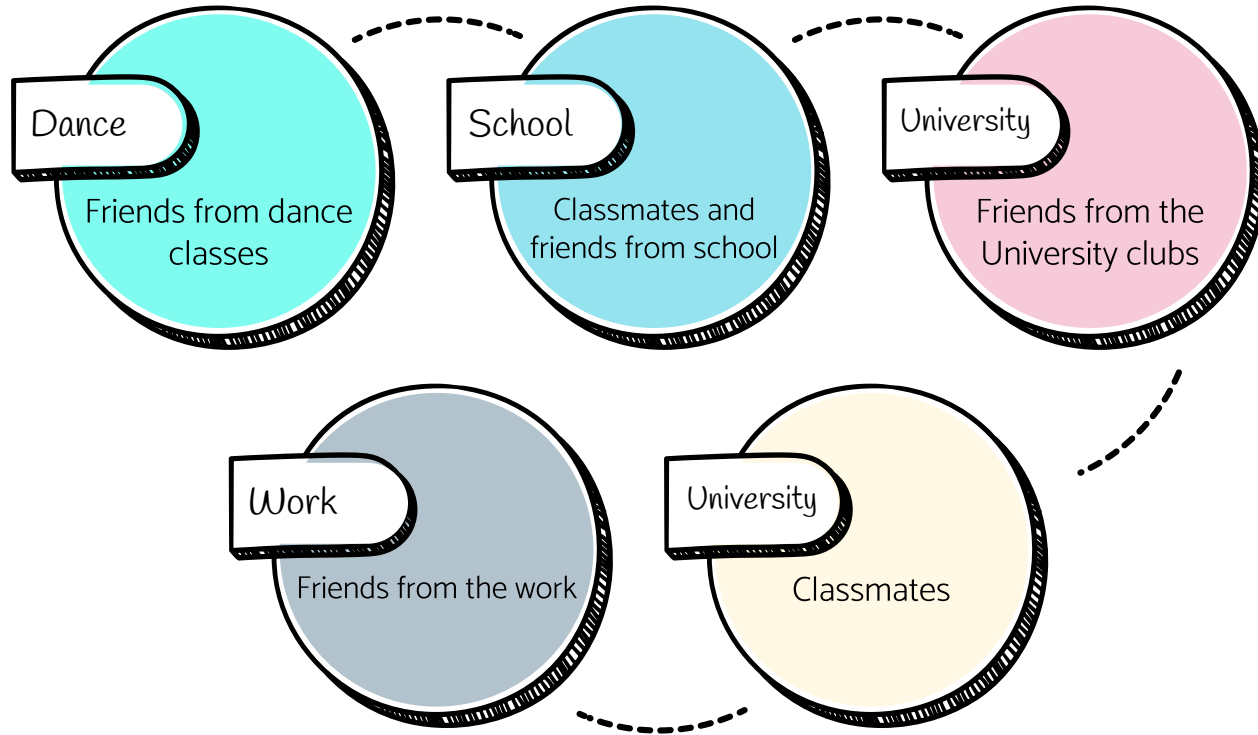 Dance
Friends from dance
classes
School
Classmates and
friends from school
University
Friends from the
University clubs
Work
Friends from the work
University
Classmates